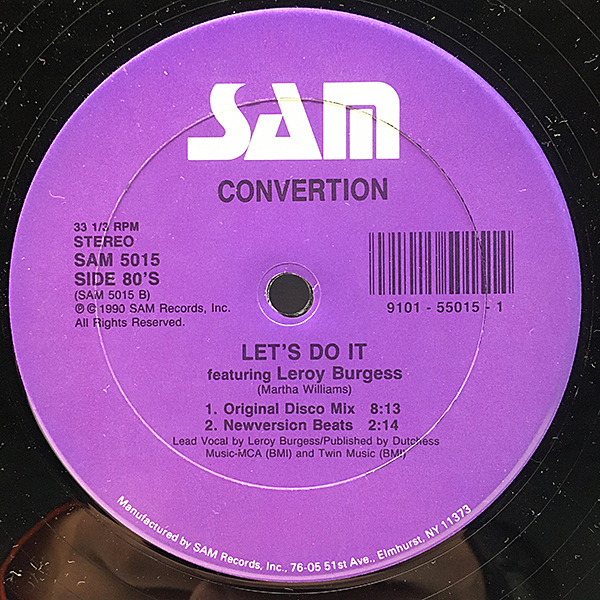 SAM
CONVERTION
33 1/3 RPM
STEREO
SAM 5015
SIDE 80'S
(SAM 5015 B)
℗ © 1990 SAM Records, Inc.
All Rights Reserved.
9101 - 55015 - 1
LET'S DO IT
featuring Leroy Burgess
(Martha Williams)
1. Original Disco Mix 8:13
2. Newversion Beats 2:14
Lead Vocal by Leroy Burgess/Published by Dutchess
Music-MCA (BMI) and Twin Music (BMI)
Manufactured by SAM Records, Inc., 76-05 51st Ave., Elmhurst, NY 11373